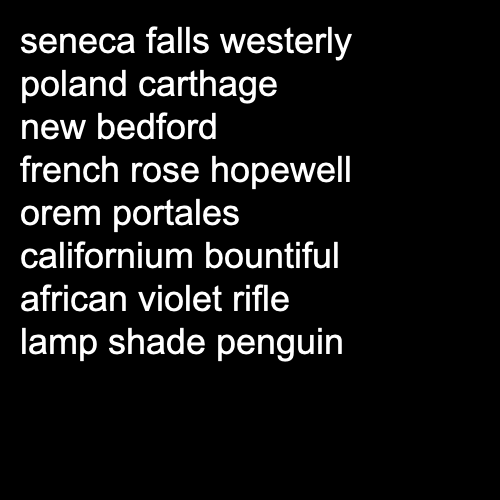 seneca falls westerly
poland carthage
new bedford
french rose hopewell
orem portales
californium bountiful
african violet rifle
lamp shade penguin